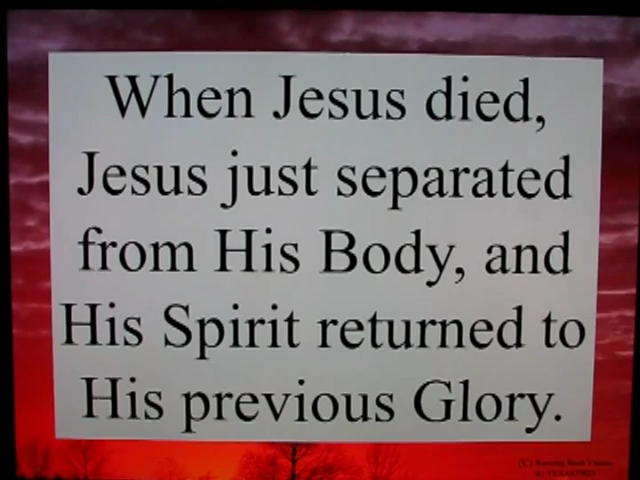 When Jesus died,
Jesus just separated
from His Body, and
His Spirit returned to
His previous Glory.
(C)